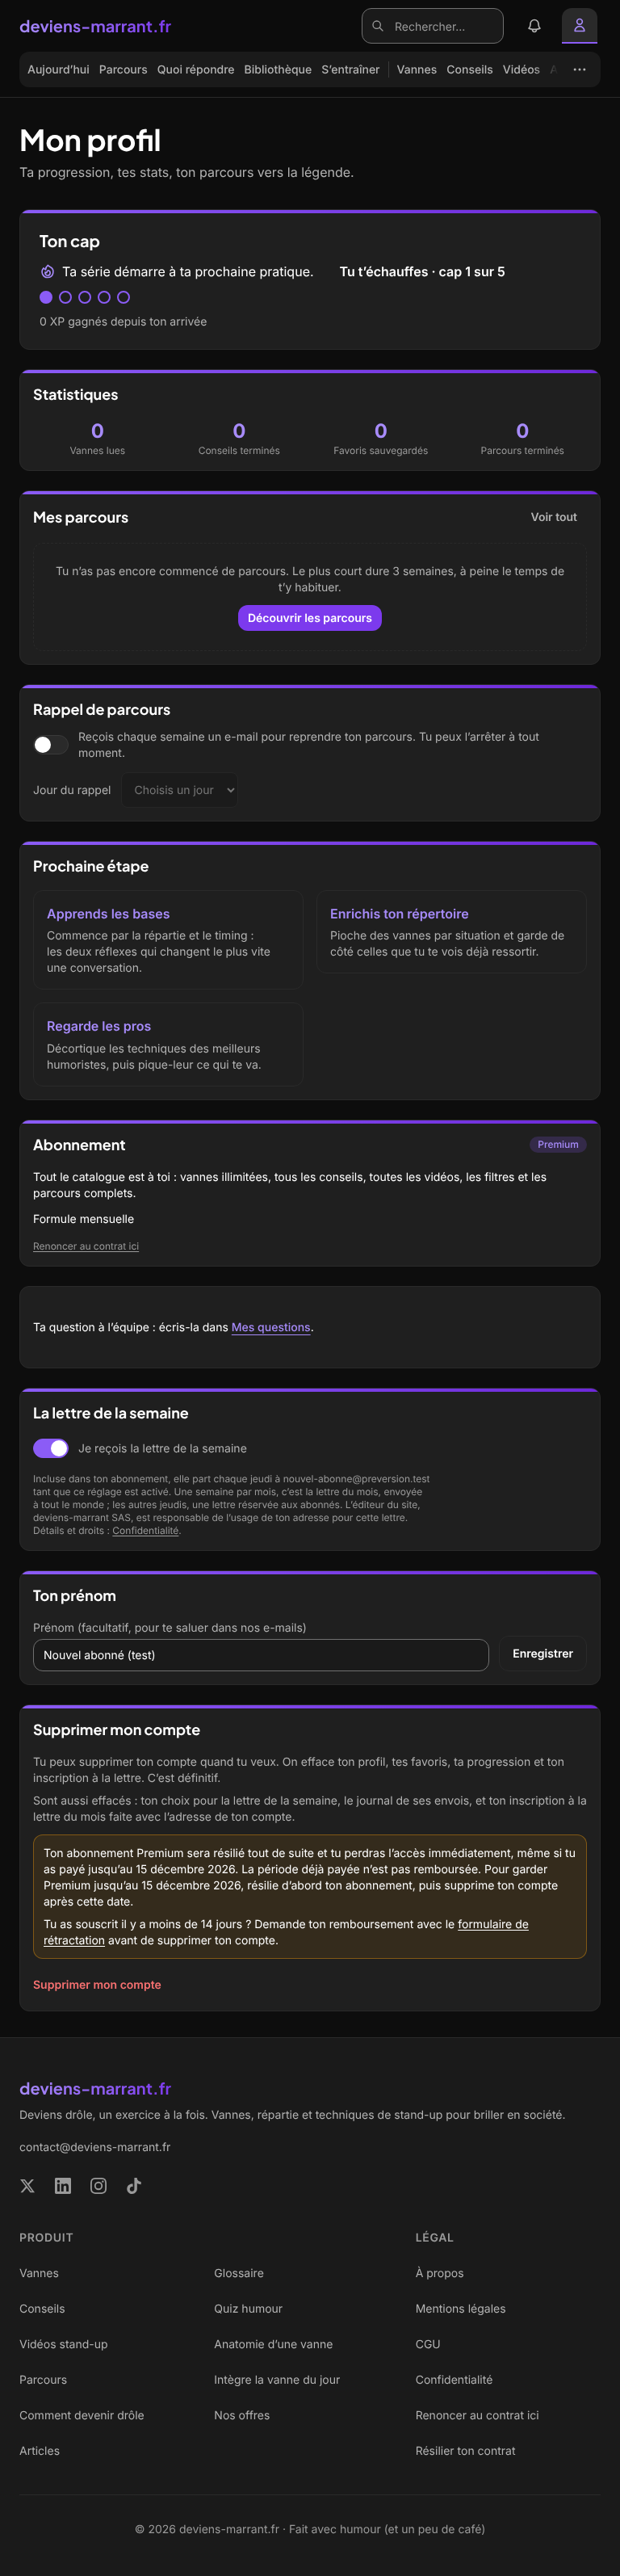 deviens-marrant.fr
Rechercher...
Aujourd’hui Parcours Quoi répondre Bibliothèque S’entraîner Vannes Conseils Vidéos
Mon profil
Ta progression, tes stats, ton parcours vers la légende.
Ton cap
Ta série démarre à ta prochaine pratique. Tu t’échauffes · cap 1 sur 5
0 XP gagnés depuis ton arrivée
Statistiques
0 0 0 0
Vannes lues Conseils terminés Favoris sauvegardés Parcours terminés
Mes parcours Voir tout
Tu n’as pas encore commencé de parcours. Le plus court dure 3 semaines, à peine le temps de
t’y habituer.
Découvrir les parcours
Rappel de parcours
Reçois chaque semaine un e-mail pour reprendre ton parcours. Tu peux l’arrêter à tout
moment.
Jour du rappel Choisis un jour
Prochaine étape
Apprends les bases
Commence par la répartie et le timing :
les deux réflexes qui changent le plus vite
une conversation.
Enrichis ton répertoire
Pioche des vannes par situation et garde de
côté celles que tu te vois déjà ressortir.
Regarde les pros
Décortique les techniques des meilleurs
humoristes, puis pique-leur ce qui te va.
Abonnement Premium
Tout le catalogue est à toi : vannes illimitées, tous les conseils, toutes les vidéos, les filtres et les
parcours complets.
Formule mensuelle
Renoncer au contrat ici
Ta question à l’équipe : écris-la dans Mes questions.
La lettre de la semaine
Je reçois la lettre de la semaine
Incluse dans ton abonnement, elle part chaque jeudi à nouvel-abonne@preversion.test
tant que ce réglage est activé. Une semaine par mois, c’est la lettre du mois, envoyée
à tout le monde ; les autres jeudis, une lettre réservée aux abonnés. L’éditeur du site,
deviens-marrant SAS, est responsable de l’usage de ton adresse pour cette lettre.
Détails et droits : Confidentialité.
Ton prénom
Prénom (facultatif, pour te saluer dans nos e-mails)
Nouvel abonné (test) Enregistrer
Supprimer mon compte
Tu peux supprimer ton compte quand tu veux. On efface ton profil, tes favoris, ta progression et ton
inscription à la lettre. C’est définitif.
Sont aussi effacés : ton choix pour la lettre de la semaine, le journal de ses envois, et ton inscription à la
lettre du mois faite avec l’adresse de ton compte.
Ton abonnement Premium sera résilié tout de suite et tu perdras l’accès immédiatement, même si tu
as payé jusqu’au 15 décembre 2026. La période déjà payée n’est pas remboursée. Pour garder
Premium jusqu’au 15 décembre 2026, résilie d’abord ton abonnement, puis supprime ton compte
après cette date.
Tu as souscrit il y a moins de 14 jours ? Demande ton remboursement avec le formulaire de
rétractation avant de supprimer ton compte.
Supprimer mon compte
deviens-marrant.fr
Deviens drôle, un exercice à la fois. Vannes, répartie et techniques de stand-up pour briller en société.
contact@deviens-marrant.fr
PRODUIT LÉGAL
Vannes Glossaire À propos
Conseils Quiz humour Mentions légales
Vidéos stand-up Anatomie d’une vanne CGU
Parcours Intègre la vanne du jour Confidentialité
Comment devenir drôle Nos offres Renoncer au contrat ici
Articles Résilier ton contrat
© 2026 deviens-marrant.fr · Fait avec humour (et un peu de café)